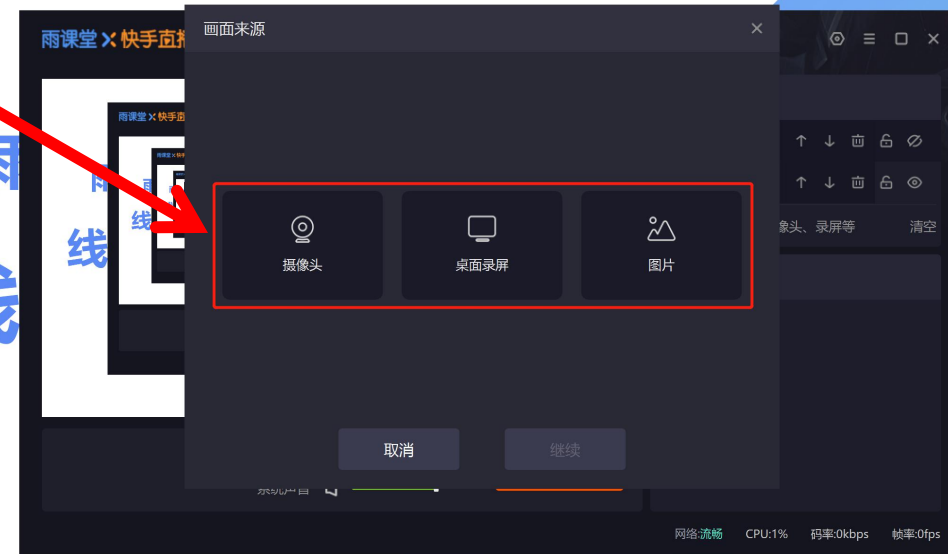 雨课堂 快手直播
画面来源
雨课堂 快手直
雨
线
线
摄像头
桌面录屏
图片
像头、录屏等
清空
取消
继续
系统声音
网络:流畅
CPU:1%
码率:0kbps
帧率:0fps